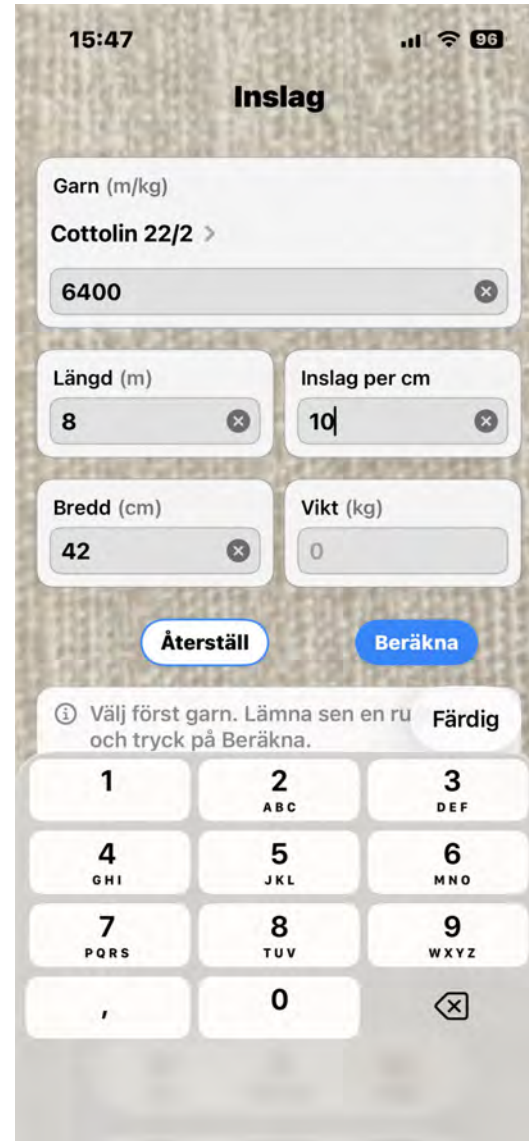 15:47
96
Inslag
Garn (m/kg)
Cottolin 22/2 >
6400
Längd (m)
8
Inslag per cm
10
Bredd (cm)
42
Vikt (kg)
0
Återställ
Beräkna
Välj först garn. Lämna sen en ru
och tryck på Beräkna.
Färdig
1
2
ABC
3
DEF
4
GHI
5
JKL
6
MNO
7
PQRS
8
TUV
9
WXYZ
,
0